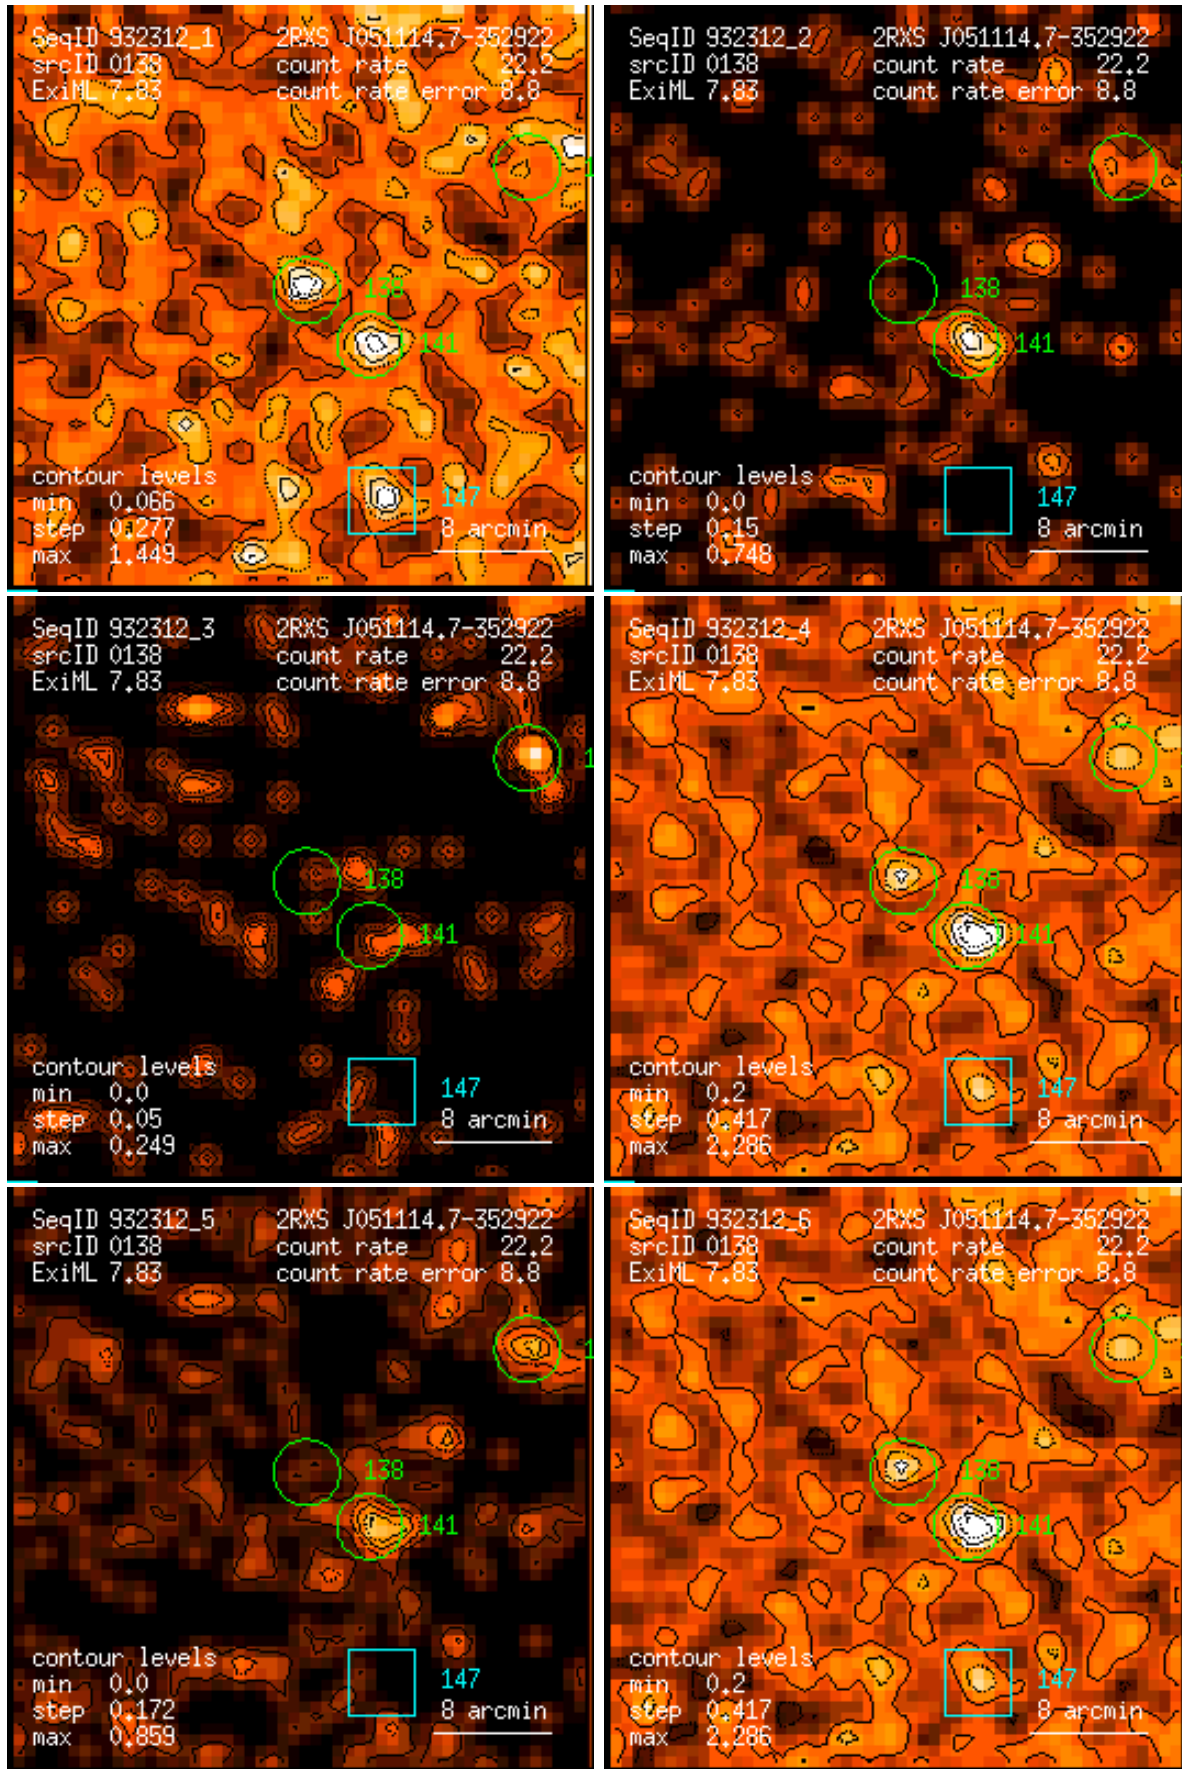 SeqID 932312_1 2RXS J051114.7-352922
srcID 0138 count rate 22.2
ExiML 7.83 count rate error 8.8
1
138
141
contour levels
min 0.066 147
step 0.277 8 arcmin
max 1.449
SeqID 932312_2 2RXS J051114.7-352922
srcID 0138 count rate 22.2
ExiML 7.83 count rate error 8.8
138
141
contour levels
min 0.0 147
step 0.15 8 arcmin
max 0.748
SeqID 932312_3 2RXS J051114.7-352922
srcID 0138 count rate 22.2
ExiML 7.83 count rate error 8.8
1
138
141
contour levels
min 0.0 147
step 0.05 8 arcmin
max 0.249
SeqID 932312_4 2RXS J051114.7-352922
srcID 0138 count rate 22.2
ExiML 7.83 count rate error 8.8
138
141
contour levels
min 0.2 147
step 0.417 8 arcmin
max 2.286
SeqID 932312_5 2RXS J051114.7-352922
srcID 0138 count rate 22.2
ExiML 7.83 count rate error 8.8
1
138
141
contour levels
min 0.0 147
step 0.172 8 arcmin
max 0.859
SeqID 932312_6 2RXS J051114.7-352922
srcID 0138 count rate 22.2
ExiML 7.83 count rate error 8.8
138
141
contour levels
min 0.2 147
step 0.417 8 arcmin
max 2.286